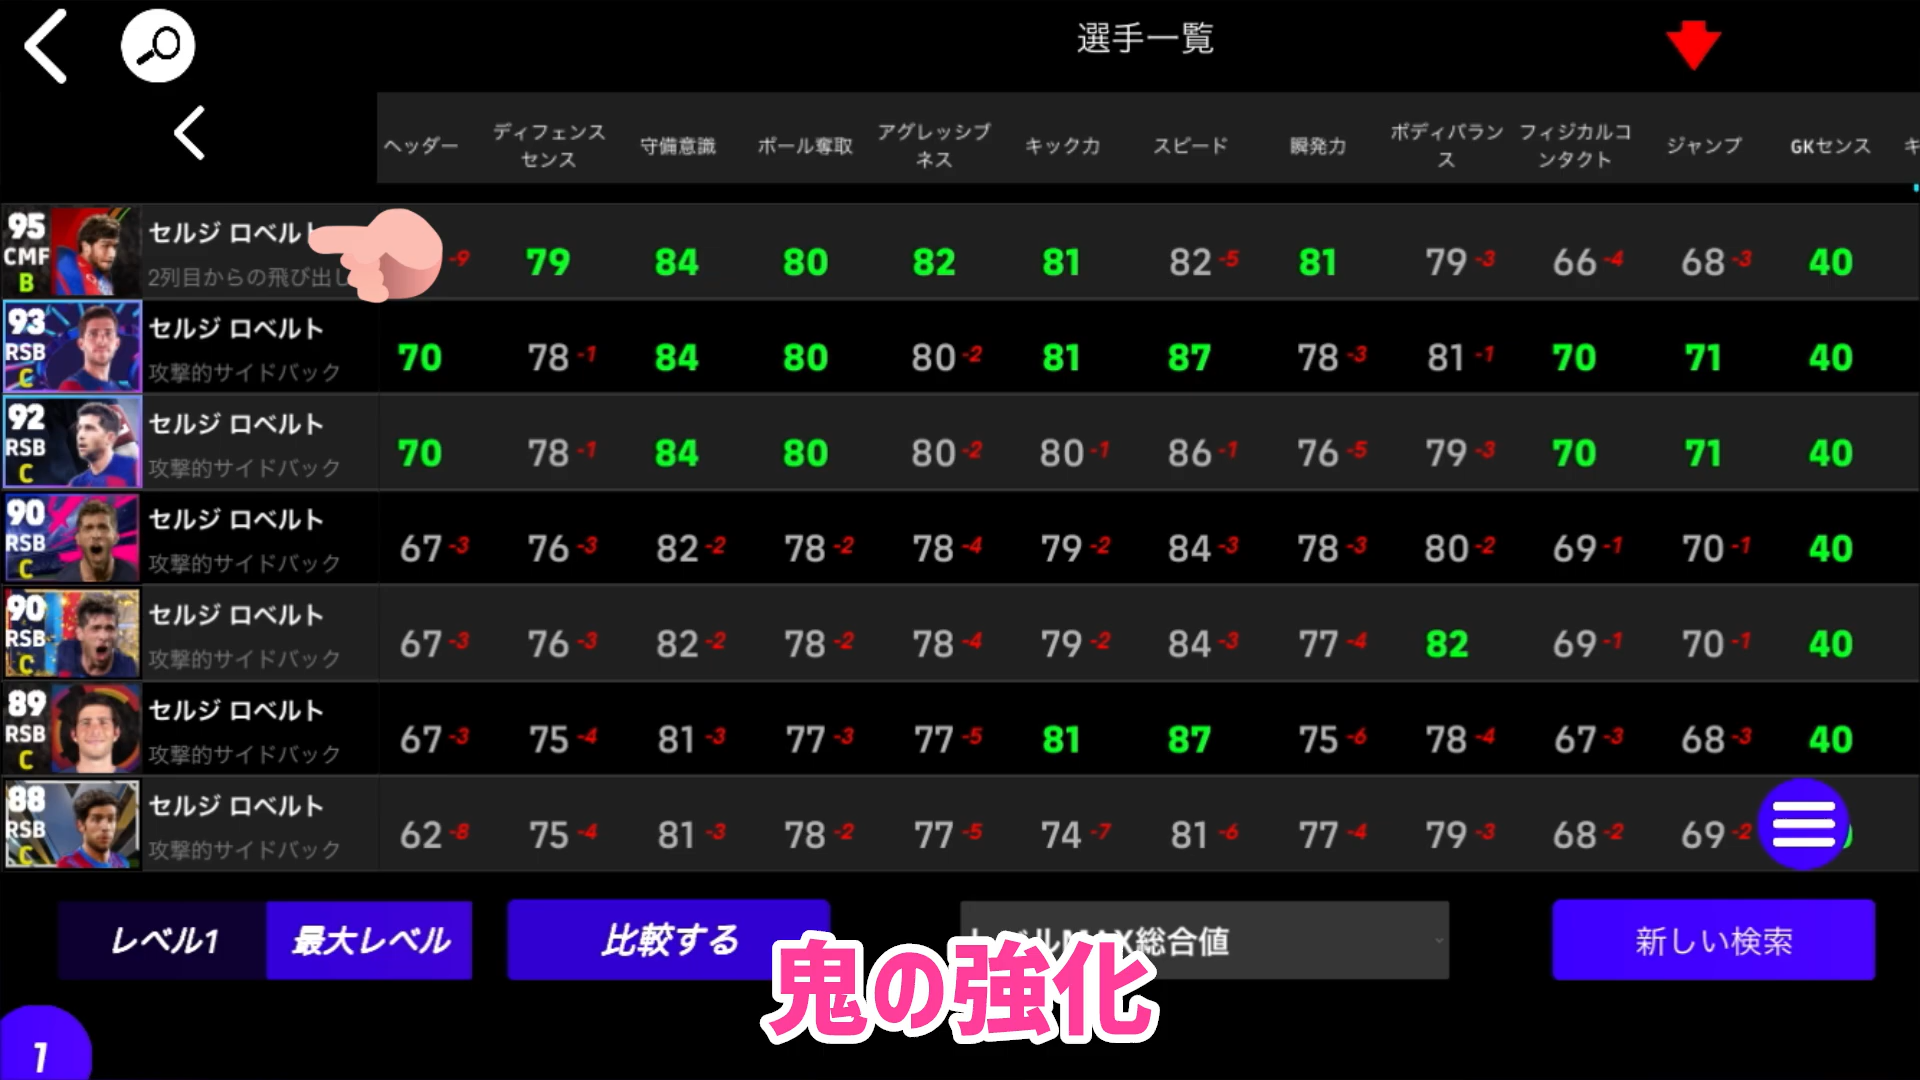 選手一覧
ヘッダー ディフェンスセンス 守備意識 ボール奪取 アグレッシブネス キック力 スピード 瞬発力 ボディバランス フィジカルコンタクト ジャンプ GKセンス キ
95 CMF B セルジ ロベルト 2列目からの飛び出し -9 79 84 80 82 81 82 -5 81 79 -3 66 -4 68 -3 40
93 RSB C セルジ ロベルト 攻撃的サイドバック 70 78 -1 84 80 80 -2 81 87 78 -3 81 -1 70 71 40
92 RSB C セルジ ロベルト 攻撃的サイドバック 70 78 -1 84 80 80 -2 80 -1 86 -1 76 -5 79 -3 70 71 40
90 RSB C セルジ ロベルト 攻撃的サイドバック 67 -3 76 -3 82 -2 78 -2 78 -4 79 -2 84 -3 78 -3 80 -2 69 -1 70 -1 40
90 RSB C セルジ ロベルト 攻撃的サイドバック 67 -3 76 -3 82 -2 78 -2 78 -4 79 -2 84 -3 77 -4 82 69 -1 70 -1 40
89 RSB C セルジ ロベルト 攻撃的サイドバック 67 -3 75 -4 81 -3 77 -3 77 -5 81 87 75 -6 78 -4 67 -3 68 -3 40
88 RSB C セルジ ロベルト 攻撃的サイドバック 62 -8 75 -4 81 -3 78 -2 77 -5 74 -7 81 -6 77 -4 79 -3 68 -2 69 -2
レベル1 最大レベル 比較する レベルMAX総合値 新しい検索
鬼の強化
1